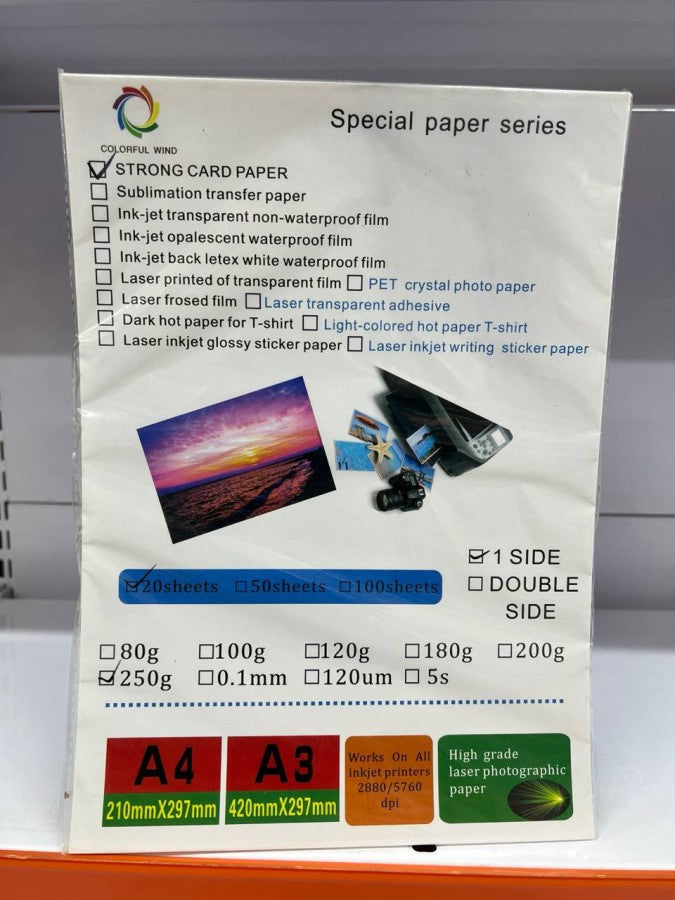 COLORFUL WIND
Special paper series
STRONG CARD PAPER
Sublimation transfer paper
Ink-jet transparent non-waterproof film
Ink-jet opalescent waterproof film
Ink-jet back letex white waterproof film
Laser printed of transparent film PET crystal photo paper
Laser frosed film Laser transparent adhesive
Dark hot paper for T-shirt Light-colored hot paper T-shirt
Laser inkjet glossy sticker paper Laser inkjet writing sticker paper
1 SIDE
DOUBLE
SIDE
20sheets 50sheets 100sheets
80g 100g 120g 180g 200g
250g 0.1mm 120um 5s
A4
210mmX297mm
A3
420mmX297mm
Works On All
inkjet printers
2880/5760
dpi
High grade
laser photographic
paper